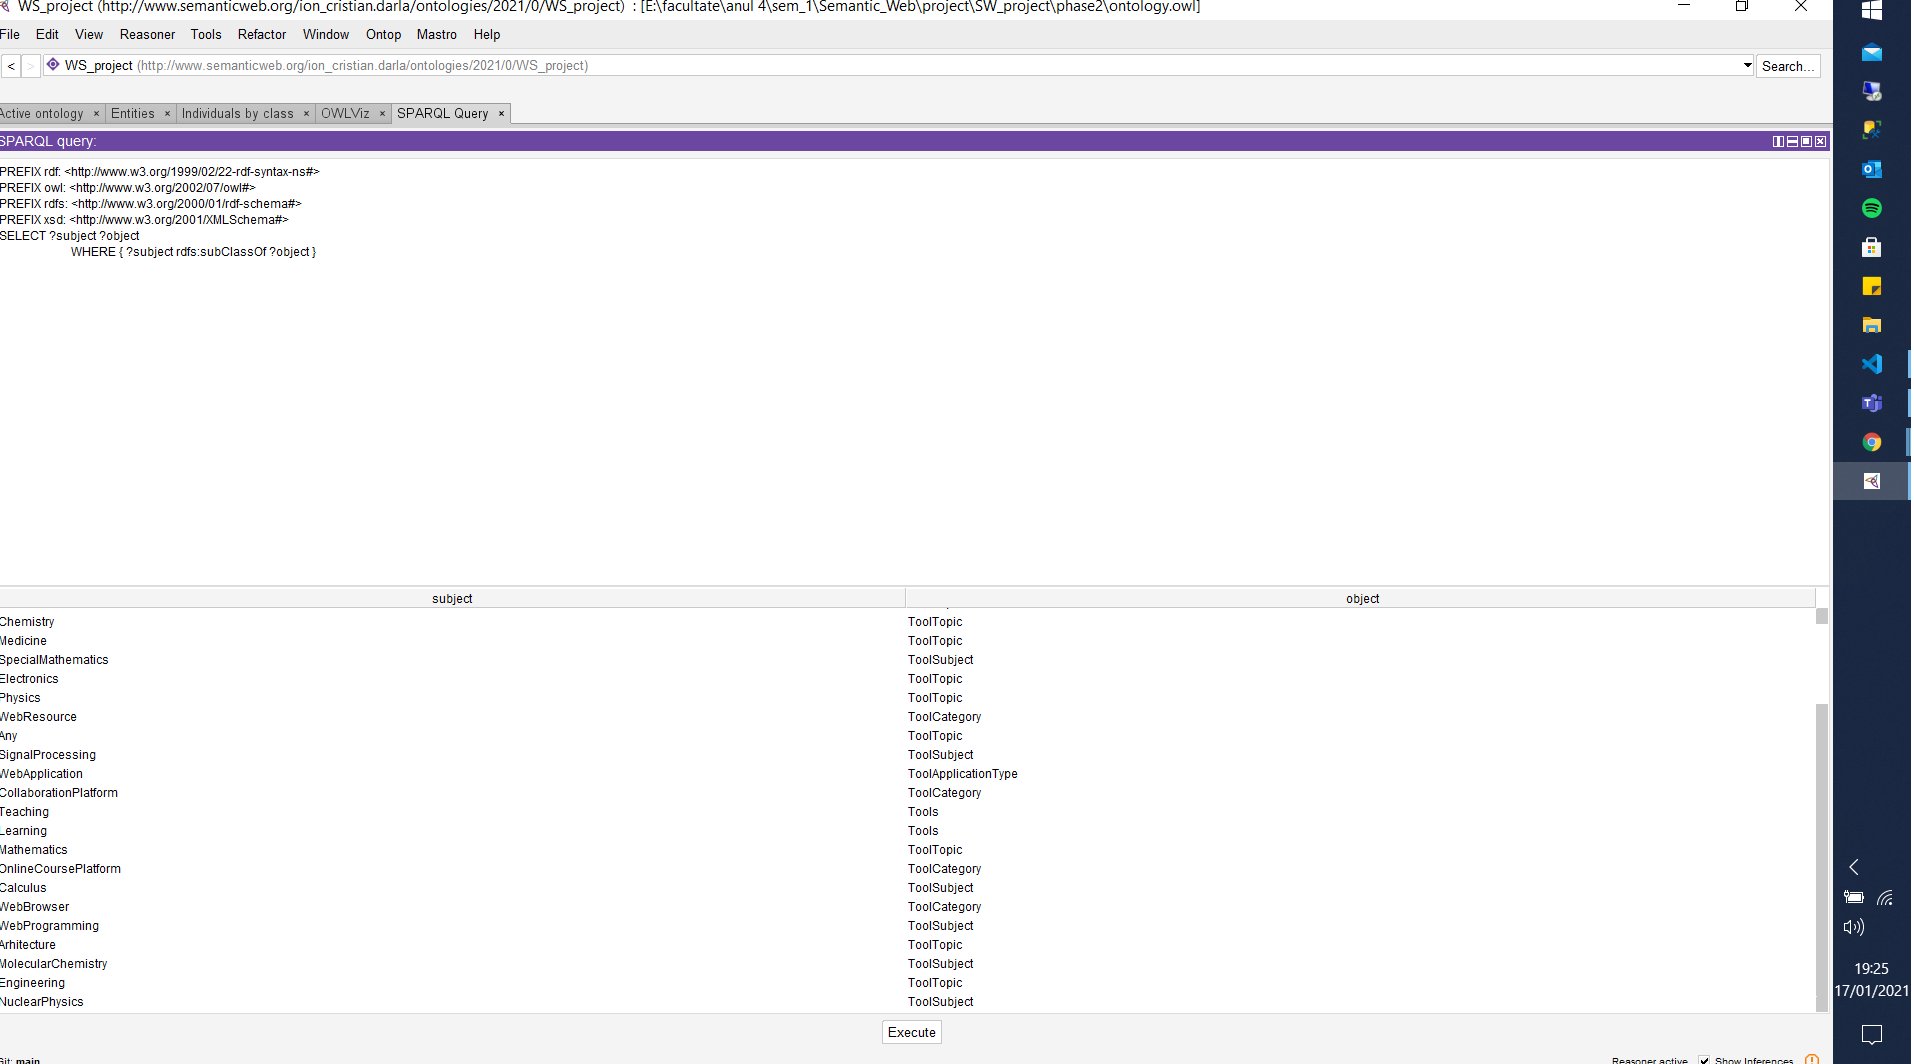 WS_project (http://www.semanticweb.org/ion_cristian.darla/ontologies/2021/0/WS_project) : [E:\facultate\anul 4\sem_1\Semantic_Web\project\SW_project\phase2\ontology.owl]
File Edit View Reasoner Tools Refactor Window Ontop Mastro Help
< > WS_project (http://www.semanticweb.org/ion_cristian.darla/ontologies/2021/0/WS_project) Search...
Active ontology × Entities × Individuals by class × OWLViz × SPARQL Query ×
SPARQL query:
PREFIX rdf: <http://www.w3.org/1999/02/22-rdf-syntax-ns#>
PREFIX owl: <http://www.w3.org/2002/07/owl#>
PREFIX rdfs: <http://www.w3.org/2000/01/rdf-schema#>
PREFIX xsd: <http://www.w3.org/2001/XMLSchema#>
SELECT ?subject ?object
WHERE { ?subject rdfs:subClassOf ?object }
subject object
Chemistry ToolTopic
Medicine ToolTopic
SpecialMathematics ToolSubject
Electronics ToolTopic
Physics ToolTopic
WebResource ToolCategory
Any ToolTopic
SignalProcessing ToolSubject
WebApplication ToolApplicationType
CollaborationPlatform ToolCategory
Teaching Tools
Learning Tools
Mathematics ToolTopic
OnlineCoursePlatform ToolCategory
Calculus ToolSubject
WebBrowser ToolCategory
WebProgramming ToolSubject
Arhitecture ToolTopic
MolecularChemistry ToolSubject
Engineering ToolTopic
NuclearPhysics ToolSubject
Execute
Git: main Reasoner active Show Inferences
19:25
17/01/2021